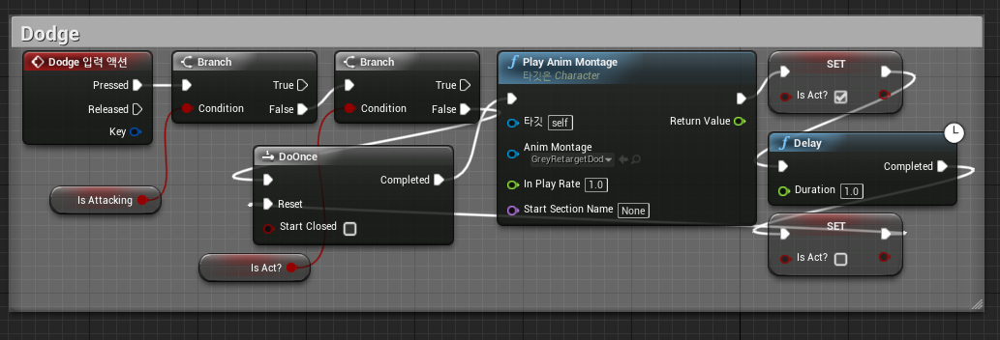 Dodge
Dodge 입력 액션
Pressed
Released
Key
Branch
True
Condition
False
Branch
True
Condition
False
Is Attacking
DoOnce
Completed
Reset
Start Closed
Is Act?
Play Anim Montage
타깃은 Character
타깃 self
Return Value
Anim Montage
GreyRetargetDod
In Play Rate 1.0
Start Section Name None
SET
Is Act?
Delay
Completed
Duration 1.0
SET
Is Act?